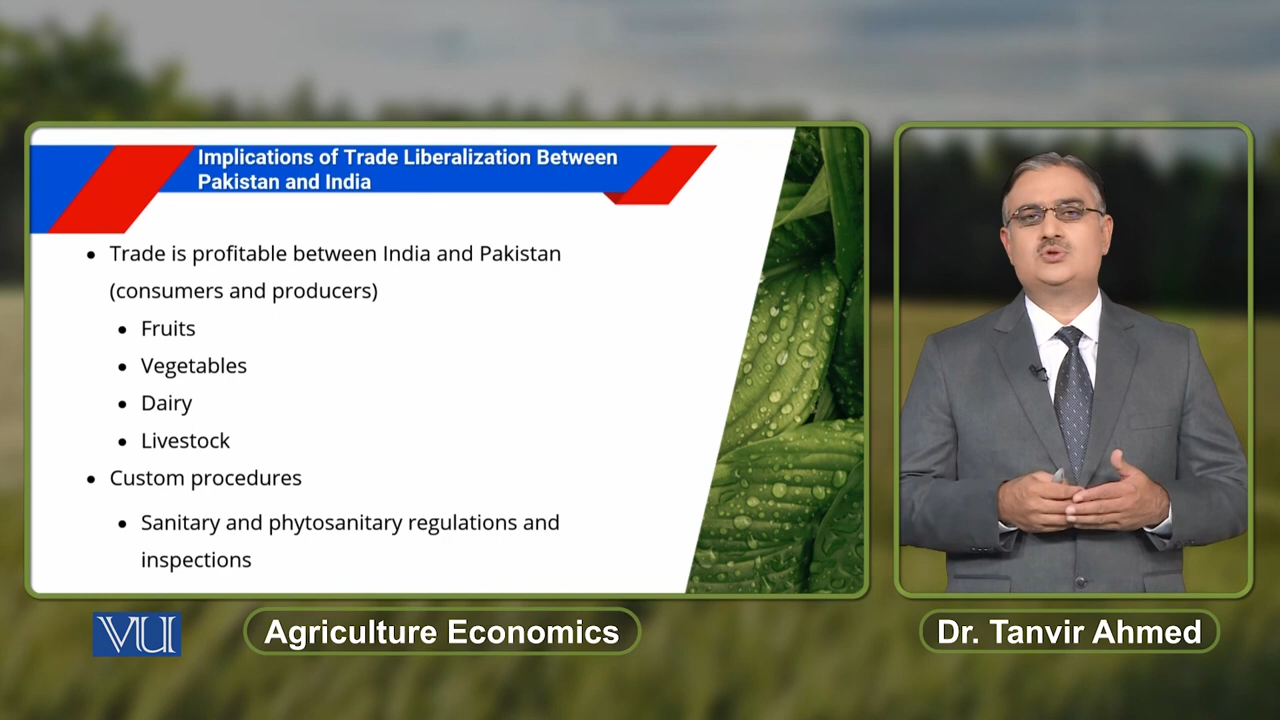 Implications of Trade Liberalization Between
Pakistan and India
• Trade is profitable between India and Pakistan
(consumers and producers)
• Fruits
• Vegetables
• Dairy
• Livestock
• Custom procedures
• Sanitary and phytosanitary regulations and
inspections
VU
Agriculture Economics
Dr. Tanvir Ahmed